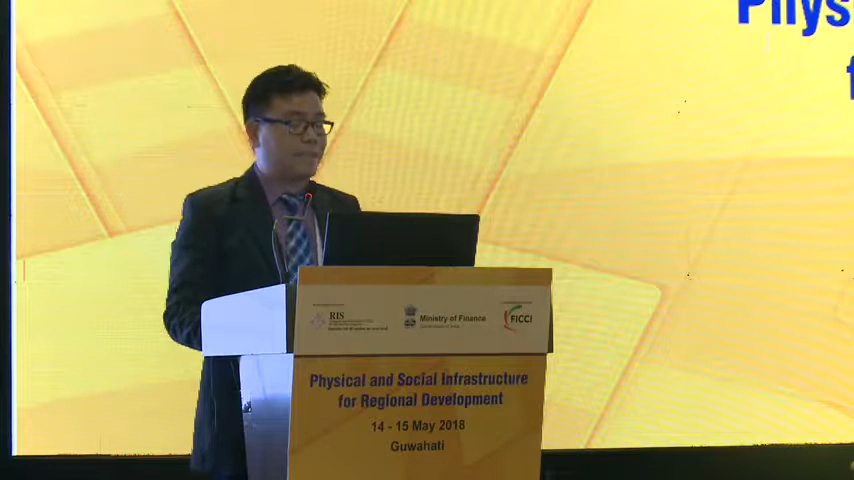 Phys
f
RIS
Ministry of Finance
FICCI
Physical and Social Infrastructure
for Regional Development
14 - 15 May 2018
Guwahati